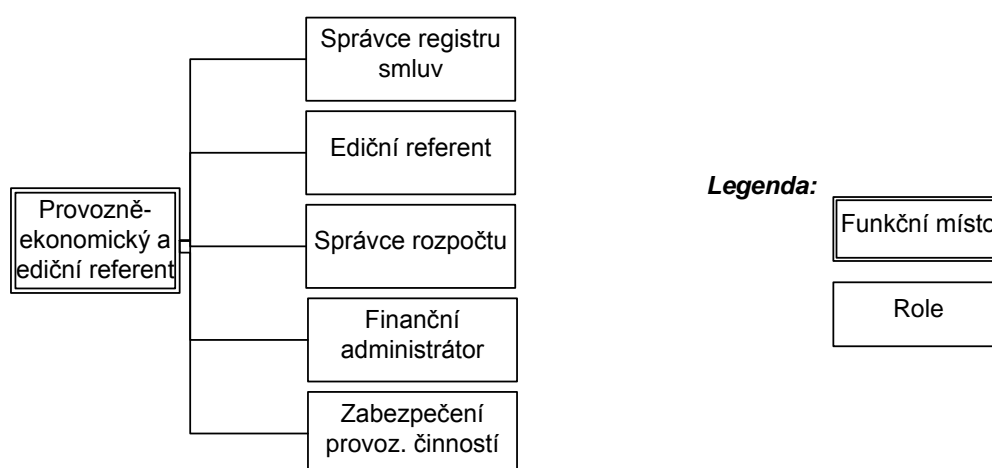 Správce registru
smluv
Ediční referent
Provozně-
ekonomický a
ediční referent
Správce rozpočtu
Finanční
administrátor
Zabezpečení
provoz. činností
Legenda:
Funkční místo
Role